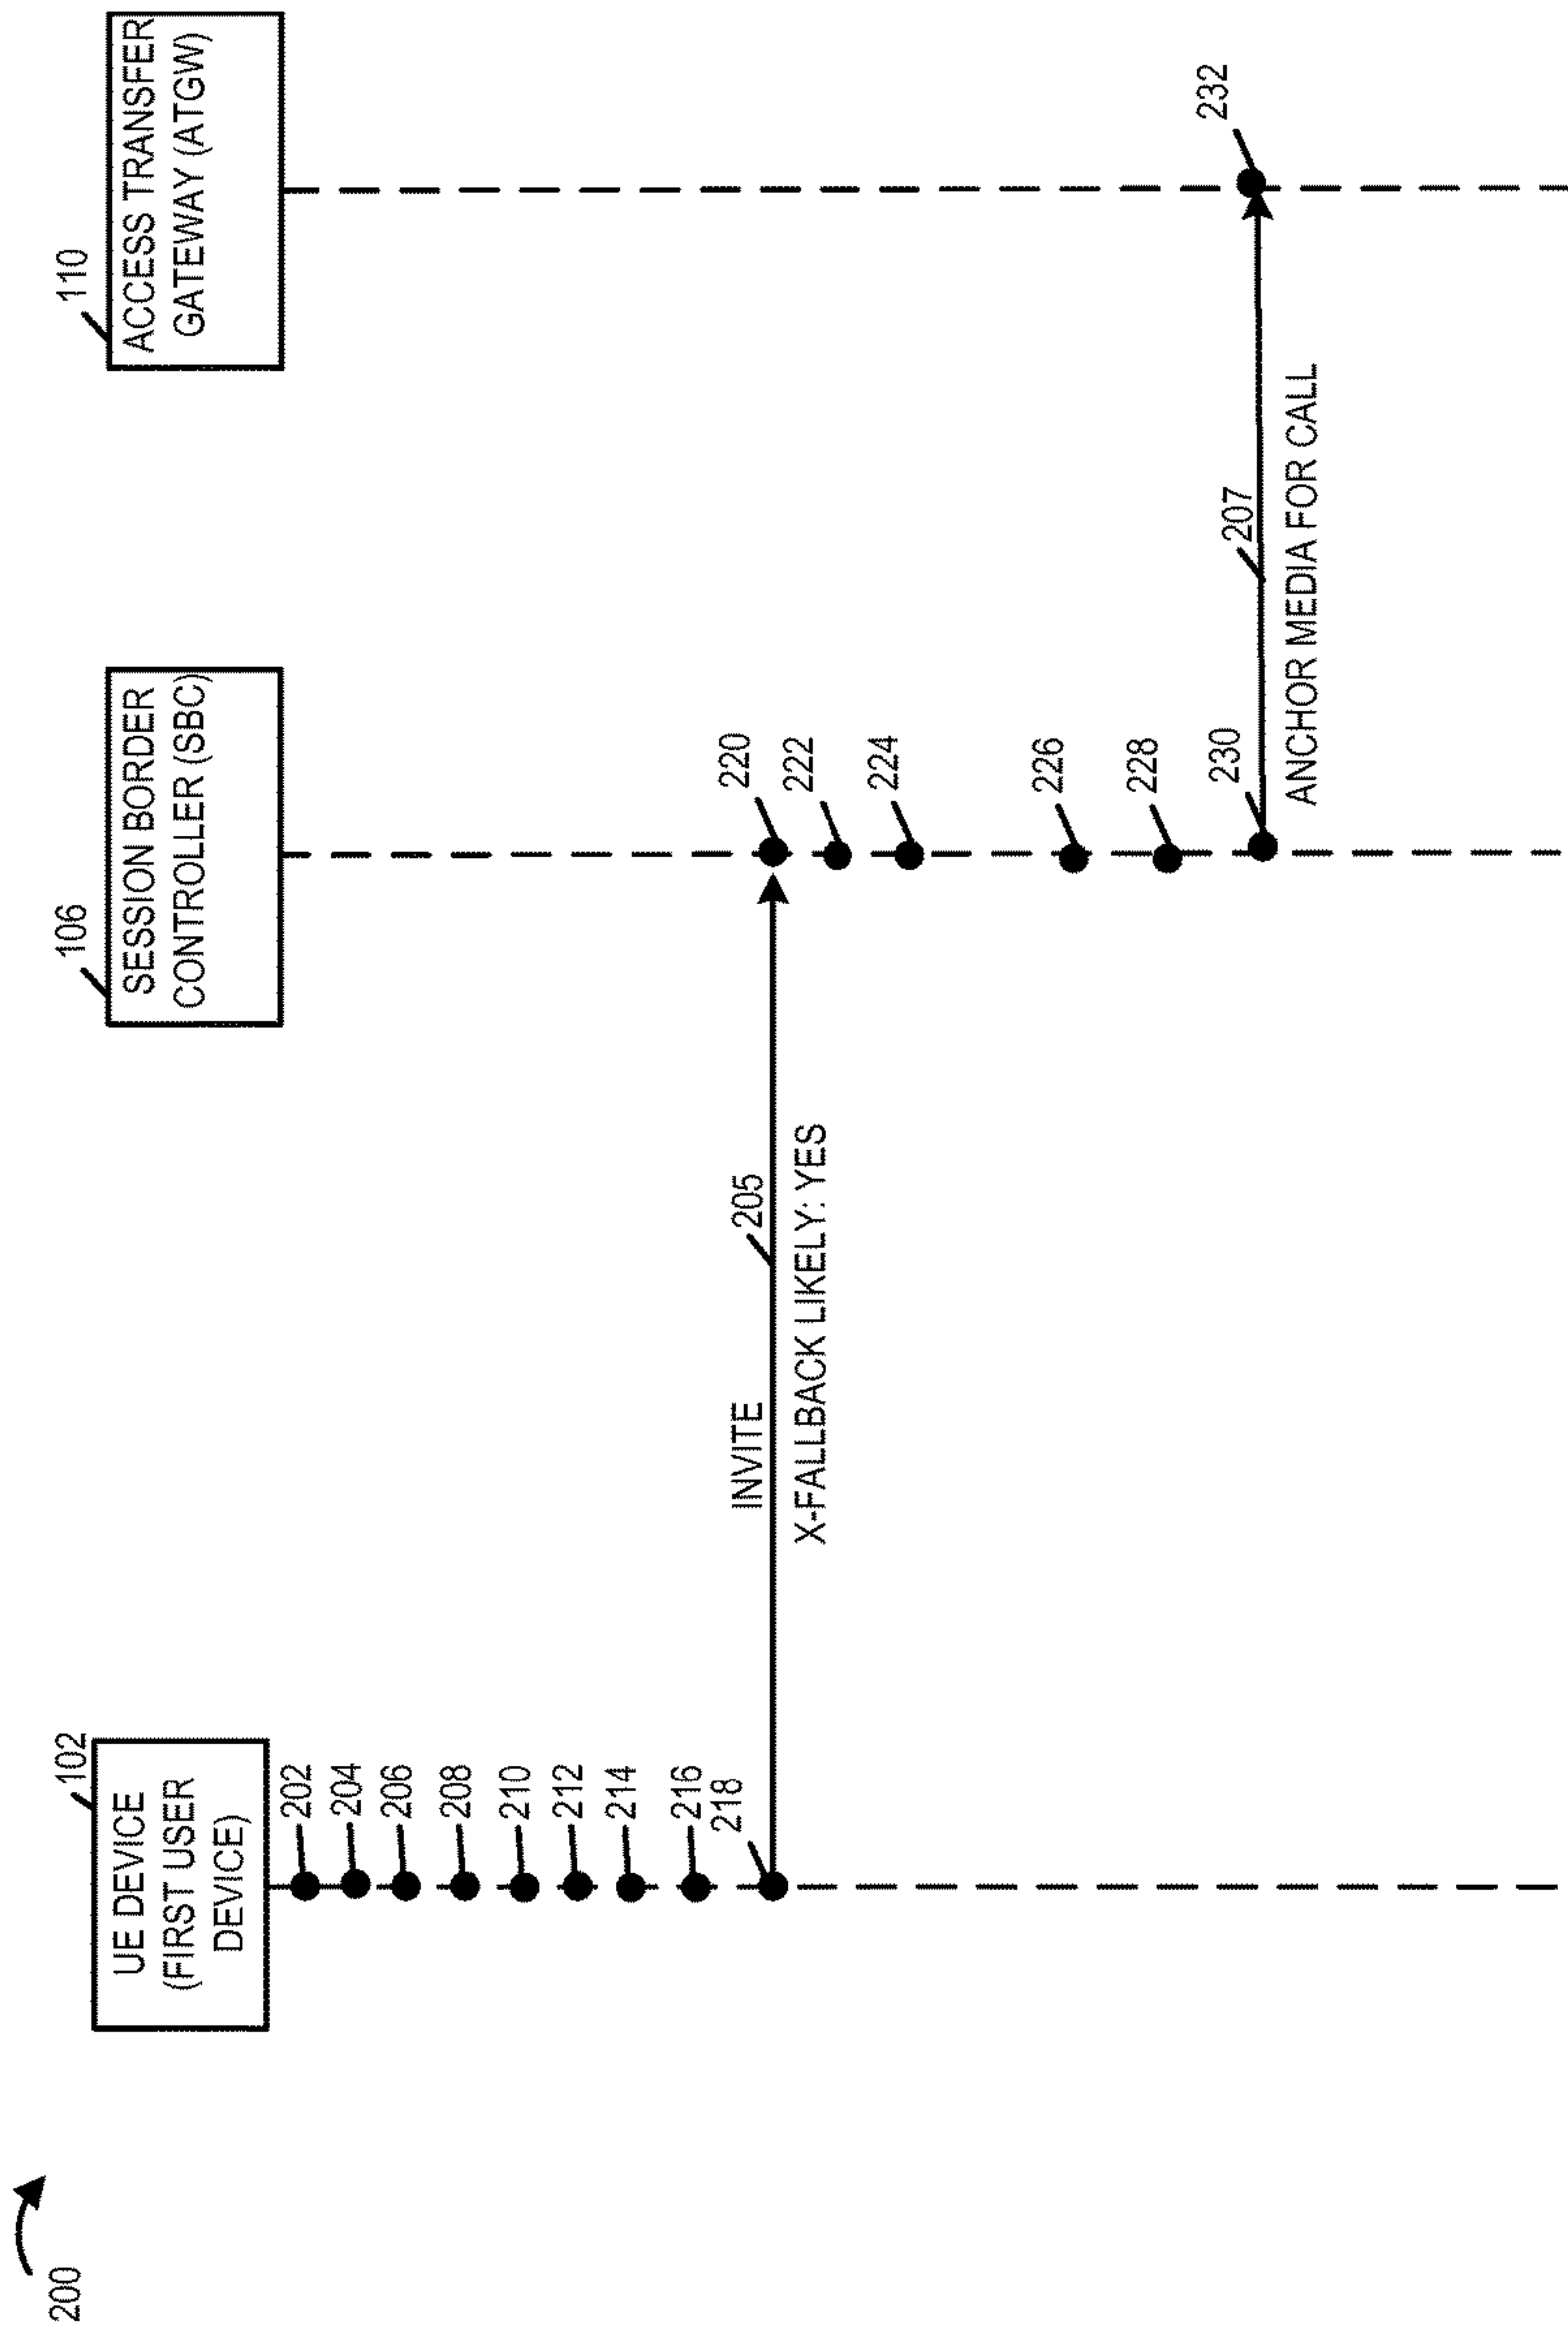 200
102
UE DEVICE
(FIRST USER
DEVICE)
106
SESSION BORDER
CONTROLLER (SBC)
110
ACCESS TRANSFER
GATEWAY (ATGW)
202
204
206
208
210
212
214
216
218
INVITE
205
X-FALLBACK LIKELY: YES
220
222
224
226
228
230
207
ANCHOR MEDIA FOR CALL
232